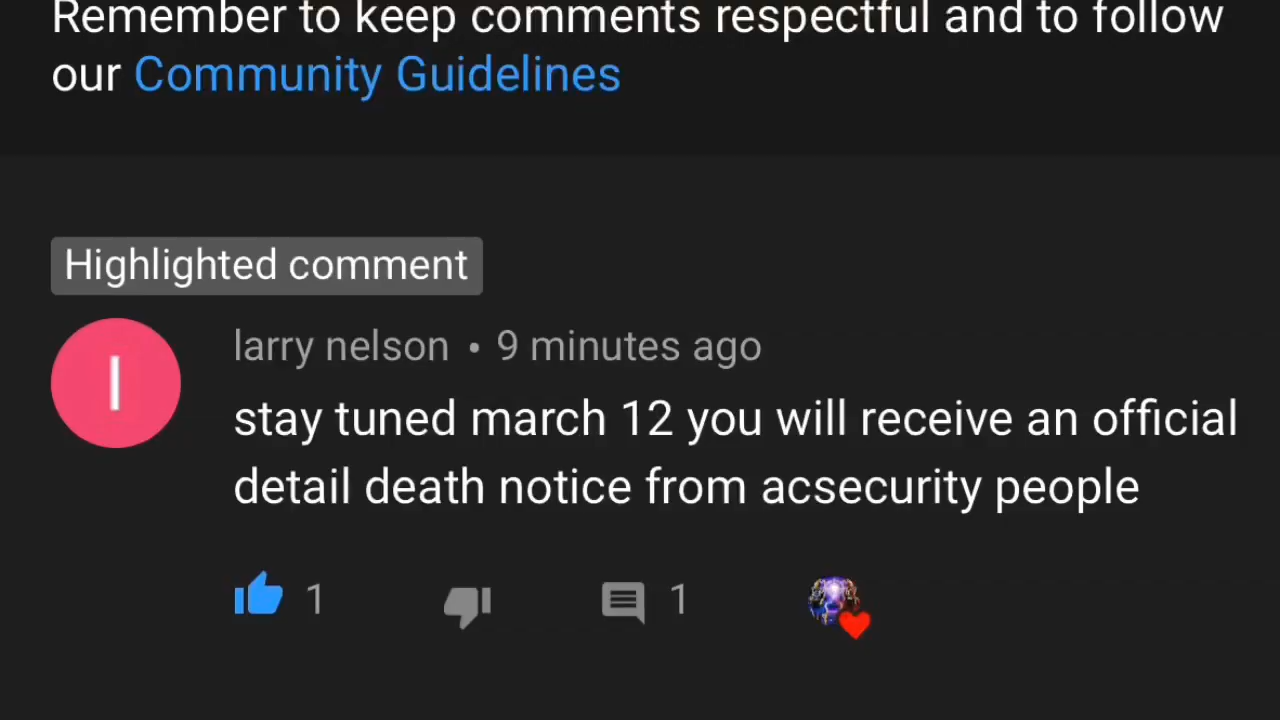 Remember to keep comments respectful and to follow
our Community Guidelines
Highlighted comment
l
larry nelson • 9 minutes ago
stay tuned march 12 you will receive an official
detail death notice from acsecurity people
1
1